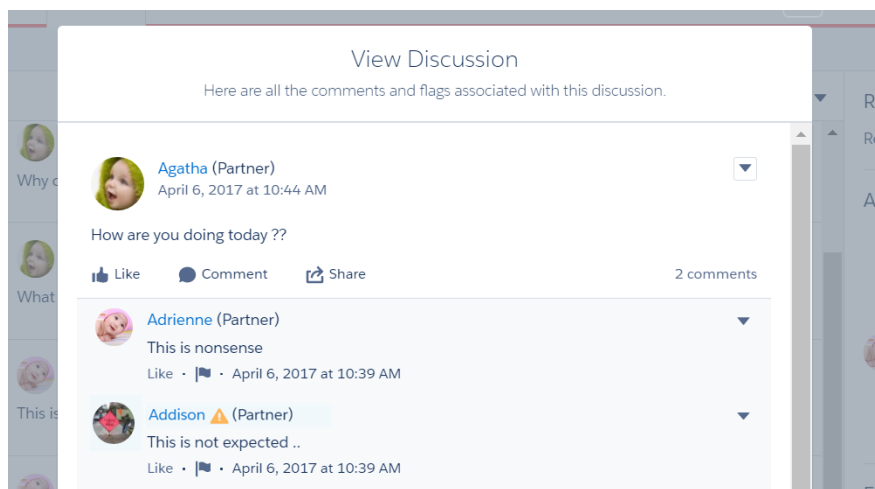 View Discussion
Here are all the comments and flags associated with this discussion.
Agatha (Partner)
April 6, 2017 at 10:44 AM
How are you doing today ??
Like Comment Share 2 comments
Adrienne (Partner)
This is nonsense
Like · · April 6, 2017 at 10:39 AM
Addison (Partner)
This is not expected ..
Like · · April 6, 2017 at 10:39 AM
Why
What
This is